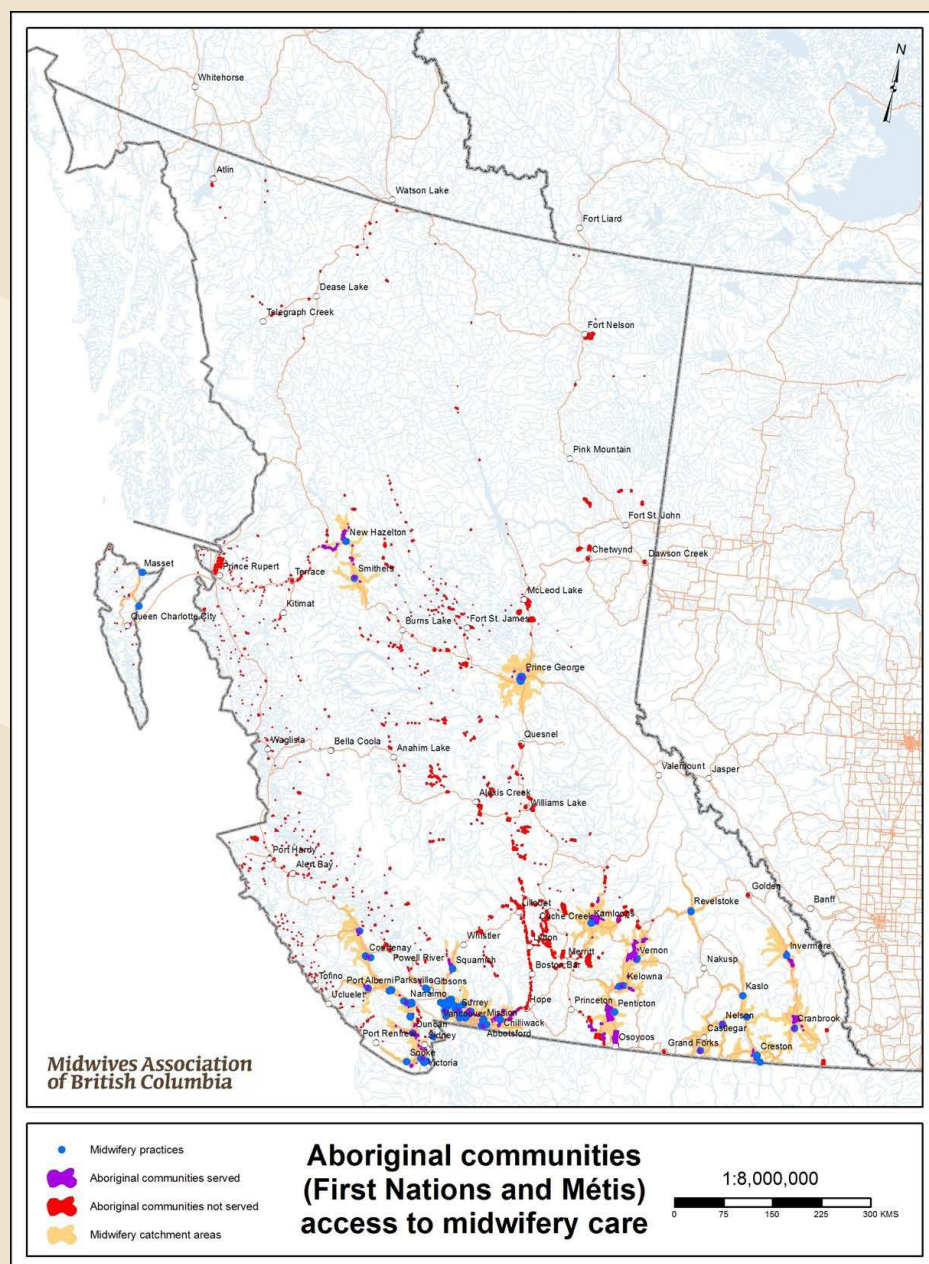 N
Whitehorse
Atlin
Watson Lake
Fort Liard
Dease Lake
Telegraph Creek
Fort Nelson
Pink Mountain
Fort St. John
New Hazelton
Chetwynd
Dawson Creek
Masset
Prince Rupert
Terrace
Smithers
Kitimat
McLeod Lake
Queen Charlotte City
Burns Lake
Fort St. James
Prince George
Quesnel
Waglisla
Bella Coola
Anahim Lake
Valemount
Jasper
Alexis Creek
Williams Lake
Port Hardy
Alert Bay
Golden
Banff
Revelstoke
Lillooet
Cache Creek
Kamloops
Courtenay
Whistler
Lytton
Merritt
Vernon
Invermere
Powell River
Squamish
Boston Bar
Nakusp
Tofino
Port Alberni
Parksville
Gibsons
Kelowna
Kaslo
Ucluelet
Nanaimo
Surrey
Hope
Princeton
Penticton
Vancouver
Mission
Chilliwack
Nelson
Cranbrook
Port Renfrew
Duncan
Sidney
Abbotsford
Osoyoos
Castlegar
Grand Forks
Creston
Sooke
Victoria
Midwives Association
of British Columbia
Midwifery practices
Aboriginal communities served
Aboriginal communities not served
Midwifery catchment areas
Aboriginal communities
(First Nations and Métis)
access to midwifery care
1:8,000,000
0 75 150 225 300 KMS